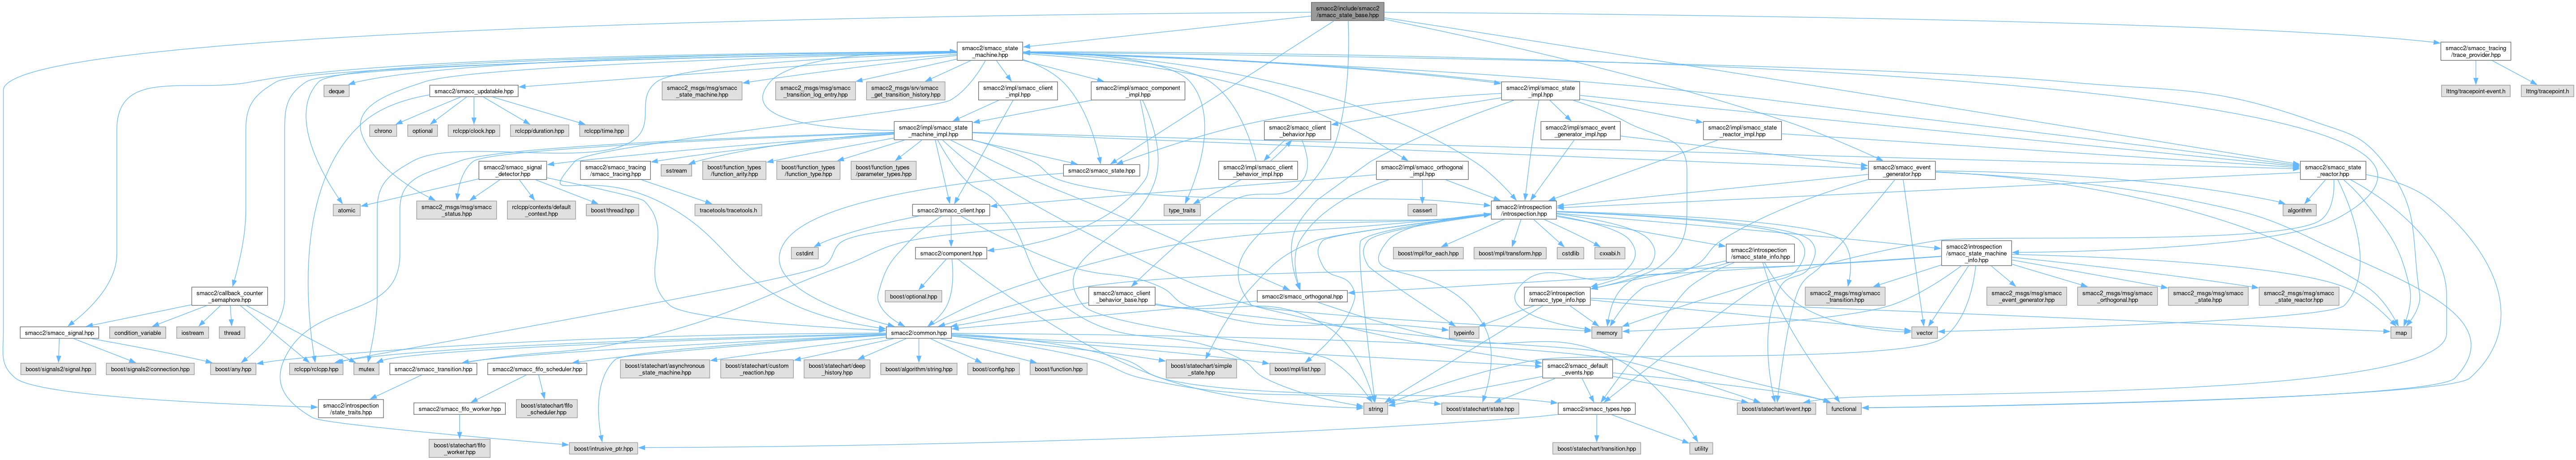 smacc2/include/smacc2
/smacc_state_base.hpp
smacc2/smacc_state
_machine.hpp
smacc2/smacc_tracing
/trace_provider.hpp
deque
smacc2/smacc_updatable.hpp
smacc2_msgs/msg/smacc
_state_machine.hpp
smacc2_msgs/msg/smacc
_transition_log_entry.hpp
smacc2_msgs/srv/smacc
_get_transition_history.hpp
smacc2/impl/smacc_client
_impl.hpp
smacc2/impl/smacc_component
_impl.hpp
smacc2/impl/smacc_state
_impl.hpp
lttng/tracepoint-event.h
lttng/tracepoint.h
chrono
optional
rclcpp/clock.hpp
rclcpp/duration.hpp
rclcpp/time.hpp
smacc2/impl/smacc_state
_machine_impl.hpp
smacc2/smacc_client
_behavior.hpp
smacc2/impl/smacc_event
_generator_impl.hpp
smacc2/impl/smacc_state
_reactor_impl.hpp
smacc2/smacc_signal
_detector.hpp
smacc2/smacc_tracing
/smacc_tracing.hpp
sstream
boost/function_types
/function_arity.hpp
boost/function_types
/function_type.hpp
boost/function_types
/parameter_types.hpp
smacc2/smacc_state.hpp
smacc2/impl/smacc_client
_behavior_impl.hpp
smacc2/impl/smacc_orthogonal
_impl.hpp
smacc2/smacc_event
_generator.hpp
smacc2/smacc_state
_reactor.hpp
atomic
smacc2_msgs/msg/smacc
_status.hpp
rclcpp/contexts/default
_context.hpp
boost/thread.hpp
tracetools/tracetools.h
smacc2/smacc_client.hpp
type_traits
cassert
smacc2/introspection
/introspection.hpp
algorithm
cstdint
smacc2/component.hpp
boost/mpl/for_each.hpp
boost/mpl/transform.hpp
cstdlib
cxxabi.h
smacc2/introspection
/smacc_state_info.hpp
smacc2/introspection
/smacc_state_machine
_info.hpp
smacc2/callback_counter
_semaphore.hpp
boost/optional.hpp
smacc2/smacc_client
_behavior_base.hpp
smacc2/smacc_orthogonal.hpp
smacc2/introspection
/smacc_type_info.hpp
smacc2_msgs/msg/smacc
_transition.hpp
smacc2_msgs/msg/smacc
_event_generator.hpp
smacc2_msgs/msg/smacc
_orthogonal.hpp
smacc2_msgs/msg/smacc
_state.hpp
smacc2_msgs/msg/smacc
_state_reactor.hpp
smacc2/smacc_signal.hpp
condition_variable
iostream
thread
smacc2/common.hpp
typeinfo
memory
vector
map
boost/signals2/signal.hpp
boost/signals2/connection.hpp
boost/any.hpp
rclcpp/rclcpp.hpp
mutex
smacc2/smacc_transition.hpp
smacc2/smacc_fifo_scheduler.hpp
boost/statechart/asynchronous
_state_machine.hpp
boost/statechart/custom
_reaction.hpp
boost/statechart/deep
_history.hpp
boost/algorithm/string.hpp
boost/config.hpp
boost/function.hpp
boost/statechart/simple
_state.hpp
boost/mpl/list.hpp
smacc2/smacc_default
_events.hpp
smacc2/introspection
/state_traits.hpp
smacc2/smacc_fifo_worker.hpp
boost/statechart/fifo
_scheduler.hpp
string
boost/statechart/state.hpp
smacc2/smacc_types.hpp
boost/statechart/event.hpp
functional
boost/statechart/fifo
_worker.hpp
boost/intrusive_ptr.hpp
boost/statechart/transition.hpp
utility